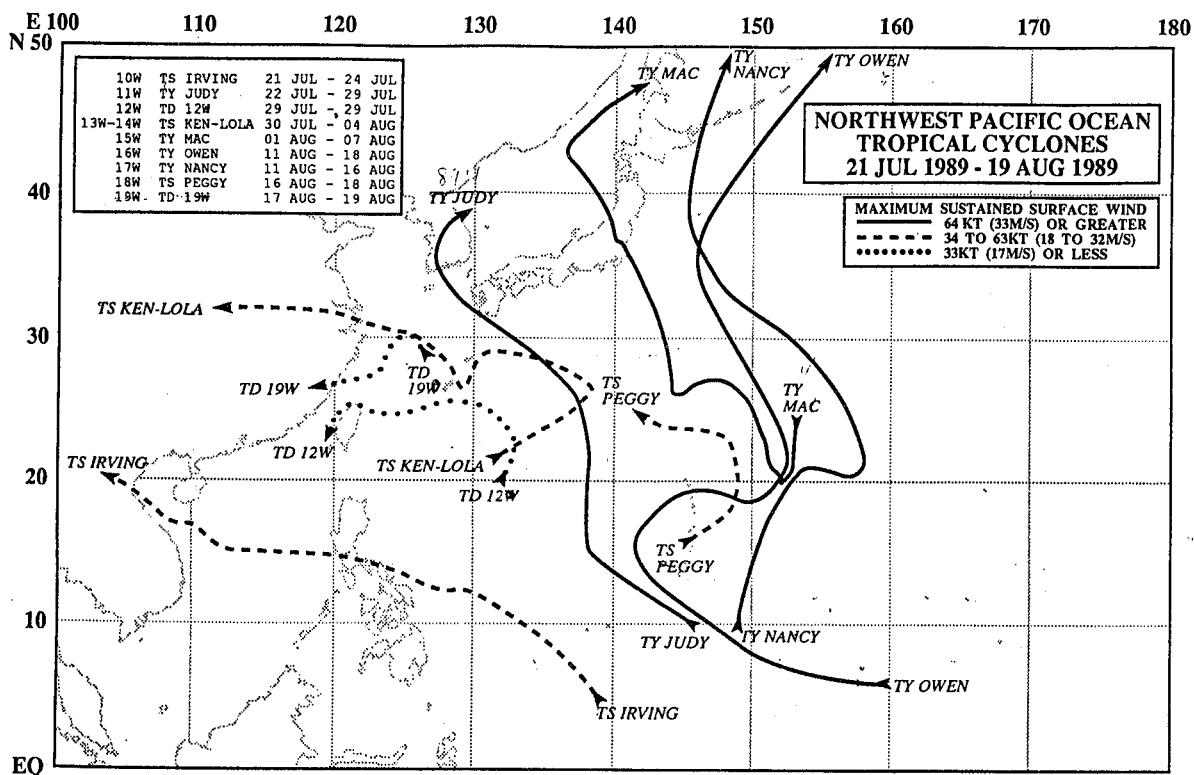 E 100 110 120 130 140 150 160 170 180
N 50
10W TS IRVING 21 JUL - 24 JUL
11W TY JUDY 22 JUL - 29 JUL
12W TD 12W 29 JUL - 29 JUL
13W-14W TS KEN-LOLA 30 JUL - 04 AUG
15W TY MAC 01 AUG - 07 AUG
16W TY OWEN 11 AUG - 18 AUG
17W TY NANCY 11 AUG - 16 AUG
18W TS PEGGY 16 AUG - 18 AUG
19W TD 19W 17 AUG - 19 AUG
TY MAC
TY
NANCY
TY OWEN
NORTHWEST PACIFIC OCEAN
TROPICAL CYCLONES
21 JUL 1989 - 19 AUG 1989
MAXIMUM SUSTAINED SURFACE WIND
64 KT (33M/S) OR GREATER
34 TO 63KT (18 TO 32M/S)
33KT (17M/S) OR LESS
40
TY JUDY
TS KEN-LOLA
30
TD 19W
TD
19W
TS
PEGGY
TY
MAC
TD 12W
TS IRVING
TS KEN-LOLA
20
TD 12W
TS
PEGGY
10
TY JUDY
TY NANCY
TY OWEN
TS IRVING
EQ